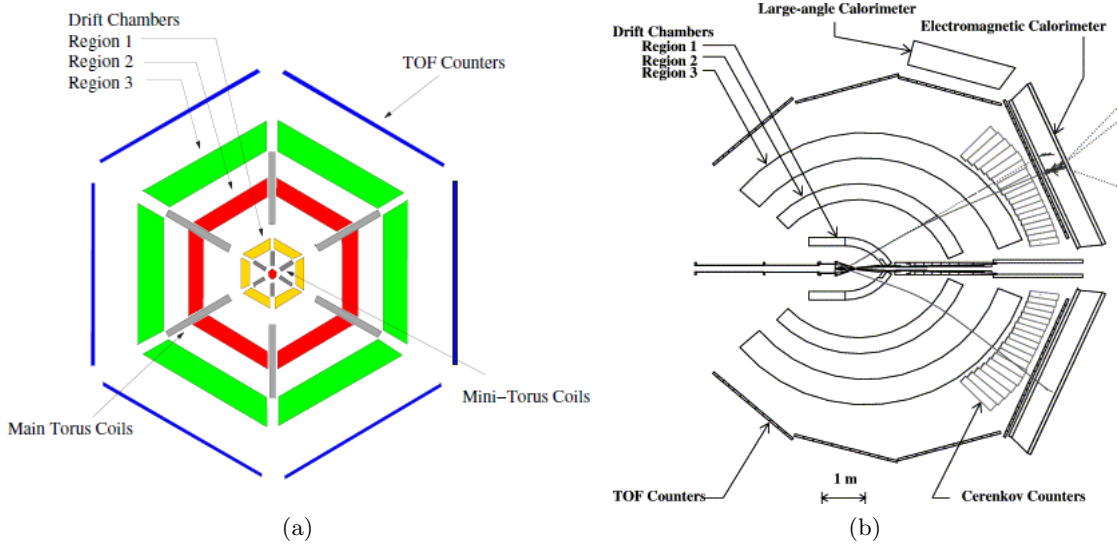 Drift Chambers
Region 1
Region 2
Region 3
TOF Counters
Main Torus Coils
Mini−Torus Coils
(a)
Large-angle Calorimeter
Electromagnetic Calorimeter
Drift Chambers
Region 1
Region 2
Region 3
1 m
TOF Counters
Cerenkov Counters
(b)